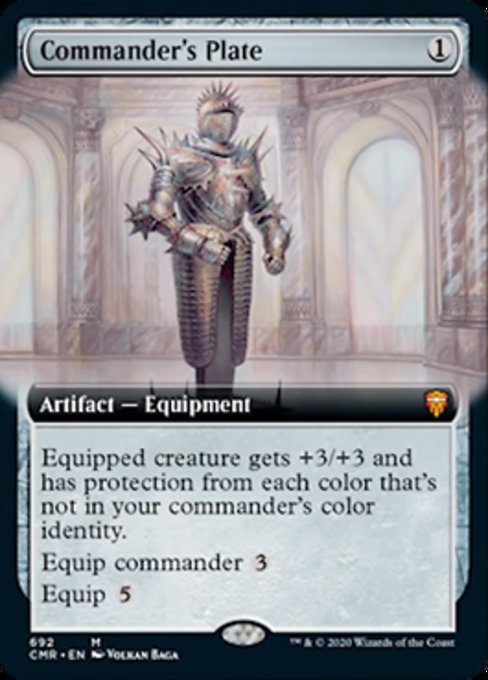 Commander's Plate 1
Artifact — Equipment
Equipped creature gets +3/+3 and
has protection from each color that's
not in your commander's color
identity.
Equip commander 3
Equip 5
692 M
CMR • EN Volkan Baga
™ & © 2020 Wizards of the Coast